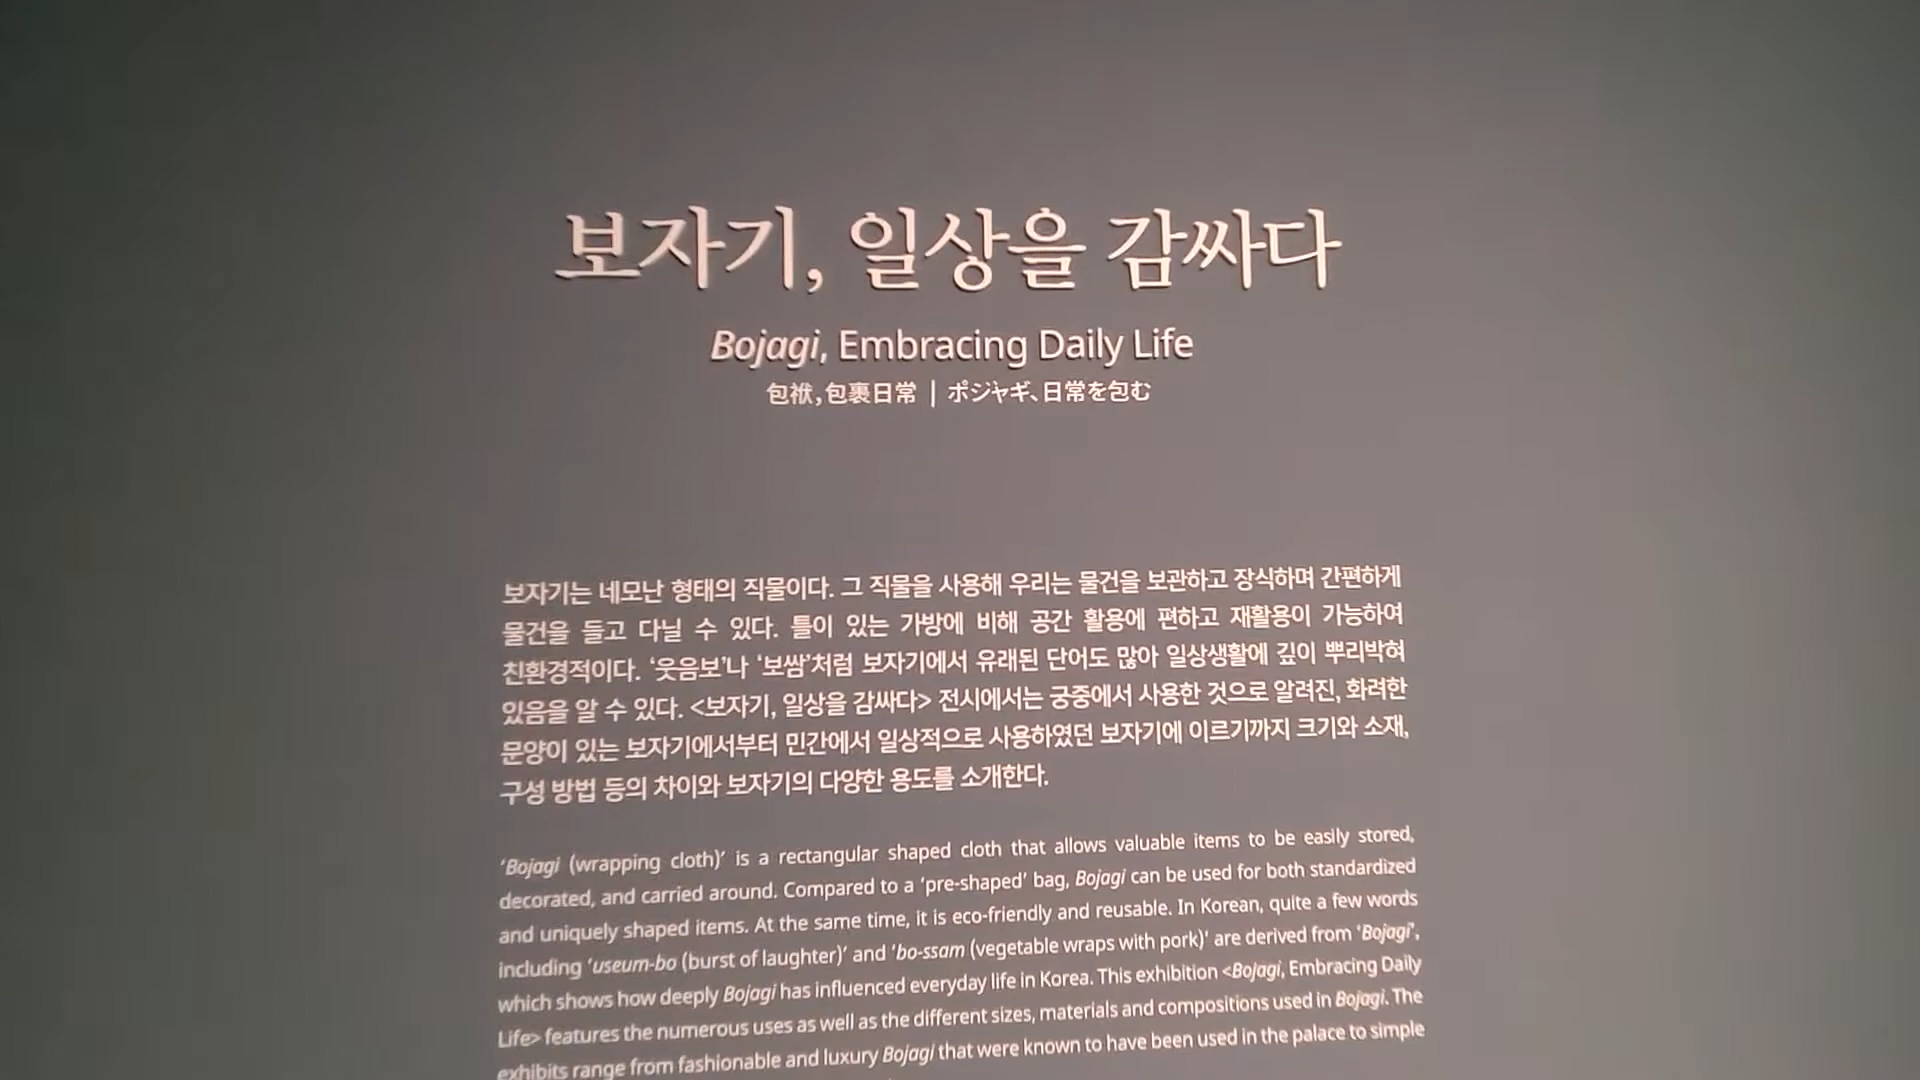 보자기, 일상을 감싸다
Bojagi, Embracing Daily Life
包袱,包裹日常 | ポジャギ、日常を包む
보자기는 네모난 형태의 직물이다. 그 직물을 사용해 우리는 물건을 보관하고 장식하며 간편하게
물건을 들고 다닐 수 있다. 틀이 있는 가방에 비해 공간 활용에 편하고 재활용이 가능하여
친환경적이다. ‘웃음보’나 ‘보쌈’처럼 보자기에서 유래된 단어도 많아 일상생활에 깊이 뿌리박혀
있음을 알 수 있다. <보자기, 일상을 감싸다> 전시에서는 궁중에서 사용한 것으로 알려진, 화려한
문양이 있는 보자기에서부터 민간에서 일상적으로 사용하였던 보자기에 이르기까지 크기와 소재,
구성 방법 등의 차이와 보자기의 다양한 용도를 소개한다.
‘Bojagi (wrapping cloth)’ is a rectangular shaped cloth that allows valuable items to be easily stored,
decorated, and carried around. Compared to a ‘pre-shaped’ bag, Bojagi can be used for both standardized
and uniquely shaped items. At the same time, it is eco-friendly and reusable. In Korean, quite a few words
including ‘useum-bo (burst of laughter)’ and ‘bo-ssam (vegetable wraps with pork)’ are derived from ‘Bojagi’,
which shows how deeply Bojagi has influenced everyday life in Korea. This exhibition <Bojagi, Embracing Daily
Life> features the numerous uses as well as the different sizes, materials and compositions used in Bojagi. The
exhibits range from fashionable and luxury Bojagi that were known to have been used in the palace to simple